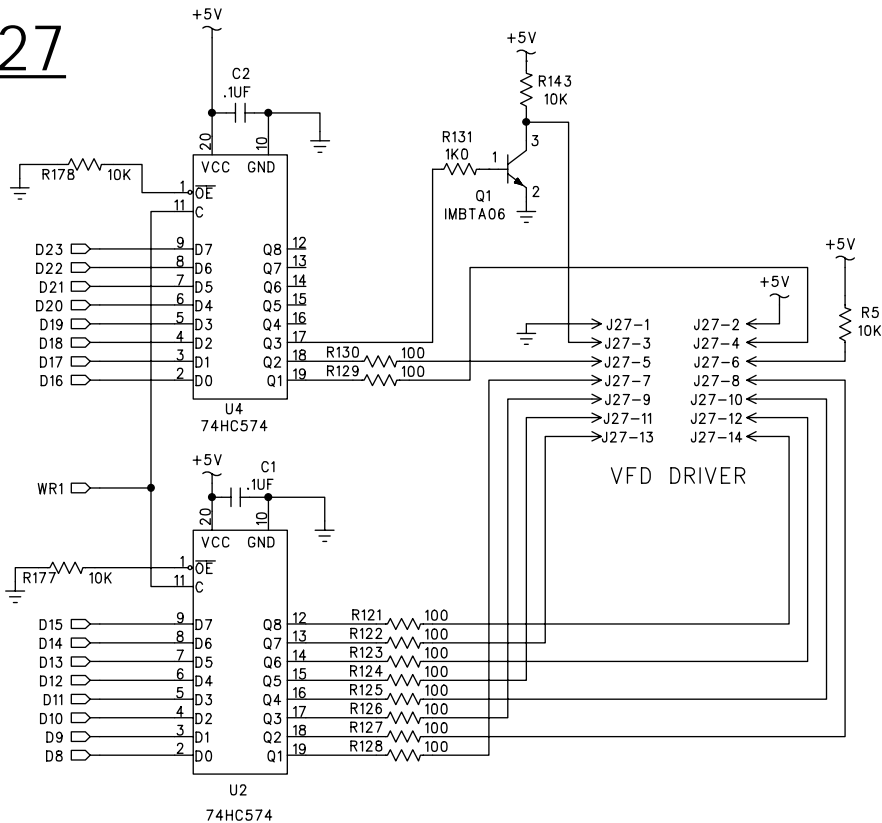 27
+5V
C2
.1UF
20
10
VCC GND
R178 10K
1 OE
11 C
D23 9 D7 Q8 12
D22 8 D6 Q7 13
D21 7 D5 Q6 14
D20 6 D4 Q5 15
D19 5 D3 Q4 16
D18 4 D2 Q3 17
D17 3 D1 Q2 18 R130 100
D16 2 D0 Q1 19 R129 100
U4
74HC574
+5V
R143
10K
R131
1K0
1
3
2
Q1
IMBTA06
+5V
+5V
R5
10K
J27-1 J27-2
J27-3 J27-4
J27-5 J27-6
J27-7 J27-8
J27-9 J27-10
J27-11 J27-12
J27-13 J27-14
VFD DRIVER
WR1
+5V
C1
.1UF
20
10
VCC GND
R177 10K
1 OE
11 C
D15 9 D7 Q8 12 R121 100
D14 8 D6 Q7 13 R122 100
D13 7 D5 Q6 14 R123 100
D12 6 D4 Q5 15 R124 100
D11 5 D3 Q4 16 R125 100
D10 4 D2 Q3 17 R126 100
D9 3 D1 Q2 18 R127 100
D8 2 D0 Q1 19 R128 100
U2
74HC574